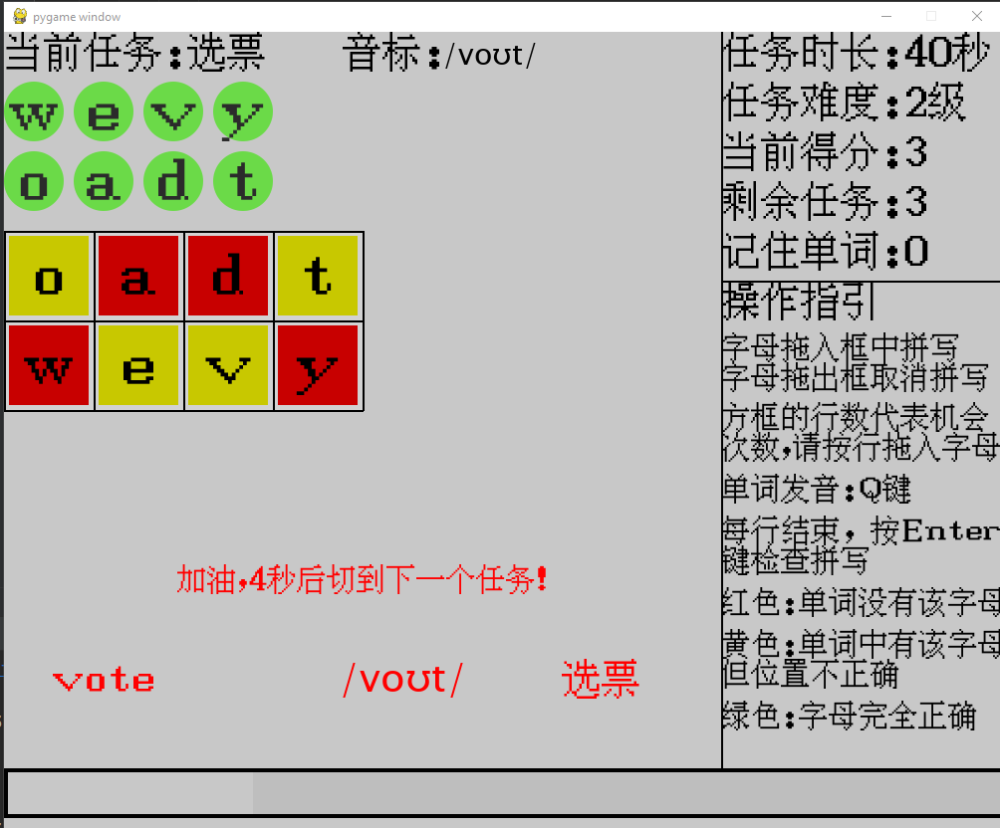 pygame window
当前任务:选票 音标:/voʊt/
w e v y
o a d t
o a d t
w e v y
加油,4秒后切到下一个任务!
vote /voʊt/ 选票
任务时长:40秒
任务难度:2级
当前得分:3
剩余任务:3
记住单词:0
操作指引
字母拖入框中拼写
字母拖出框取消拼写
方框的行数代表机会
次数,请按行拖入字母
单词发音:Q键
每行结束，按Enter
键检查拼写
红色:单词没有该字母
黄色:单词中有该字母
但位置不正确
绿色:字母完全正确